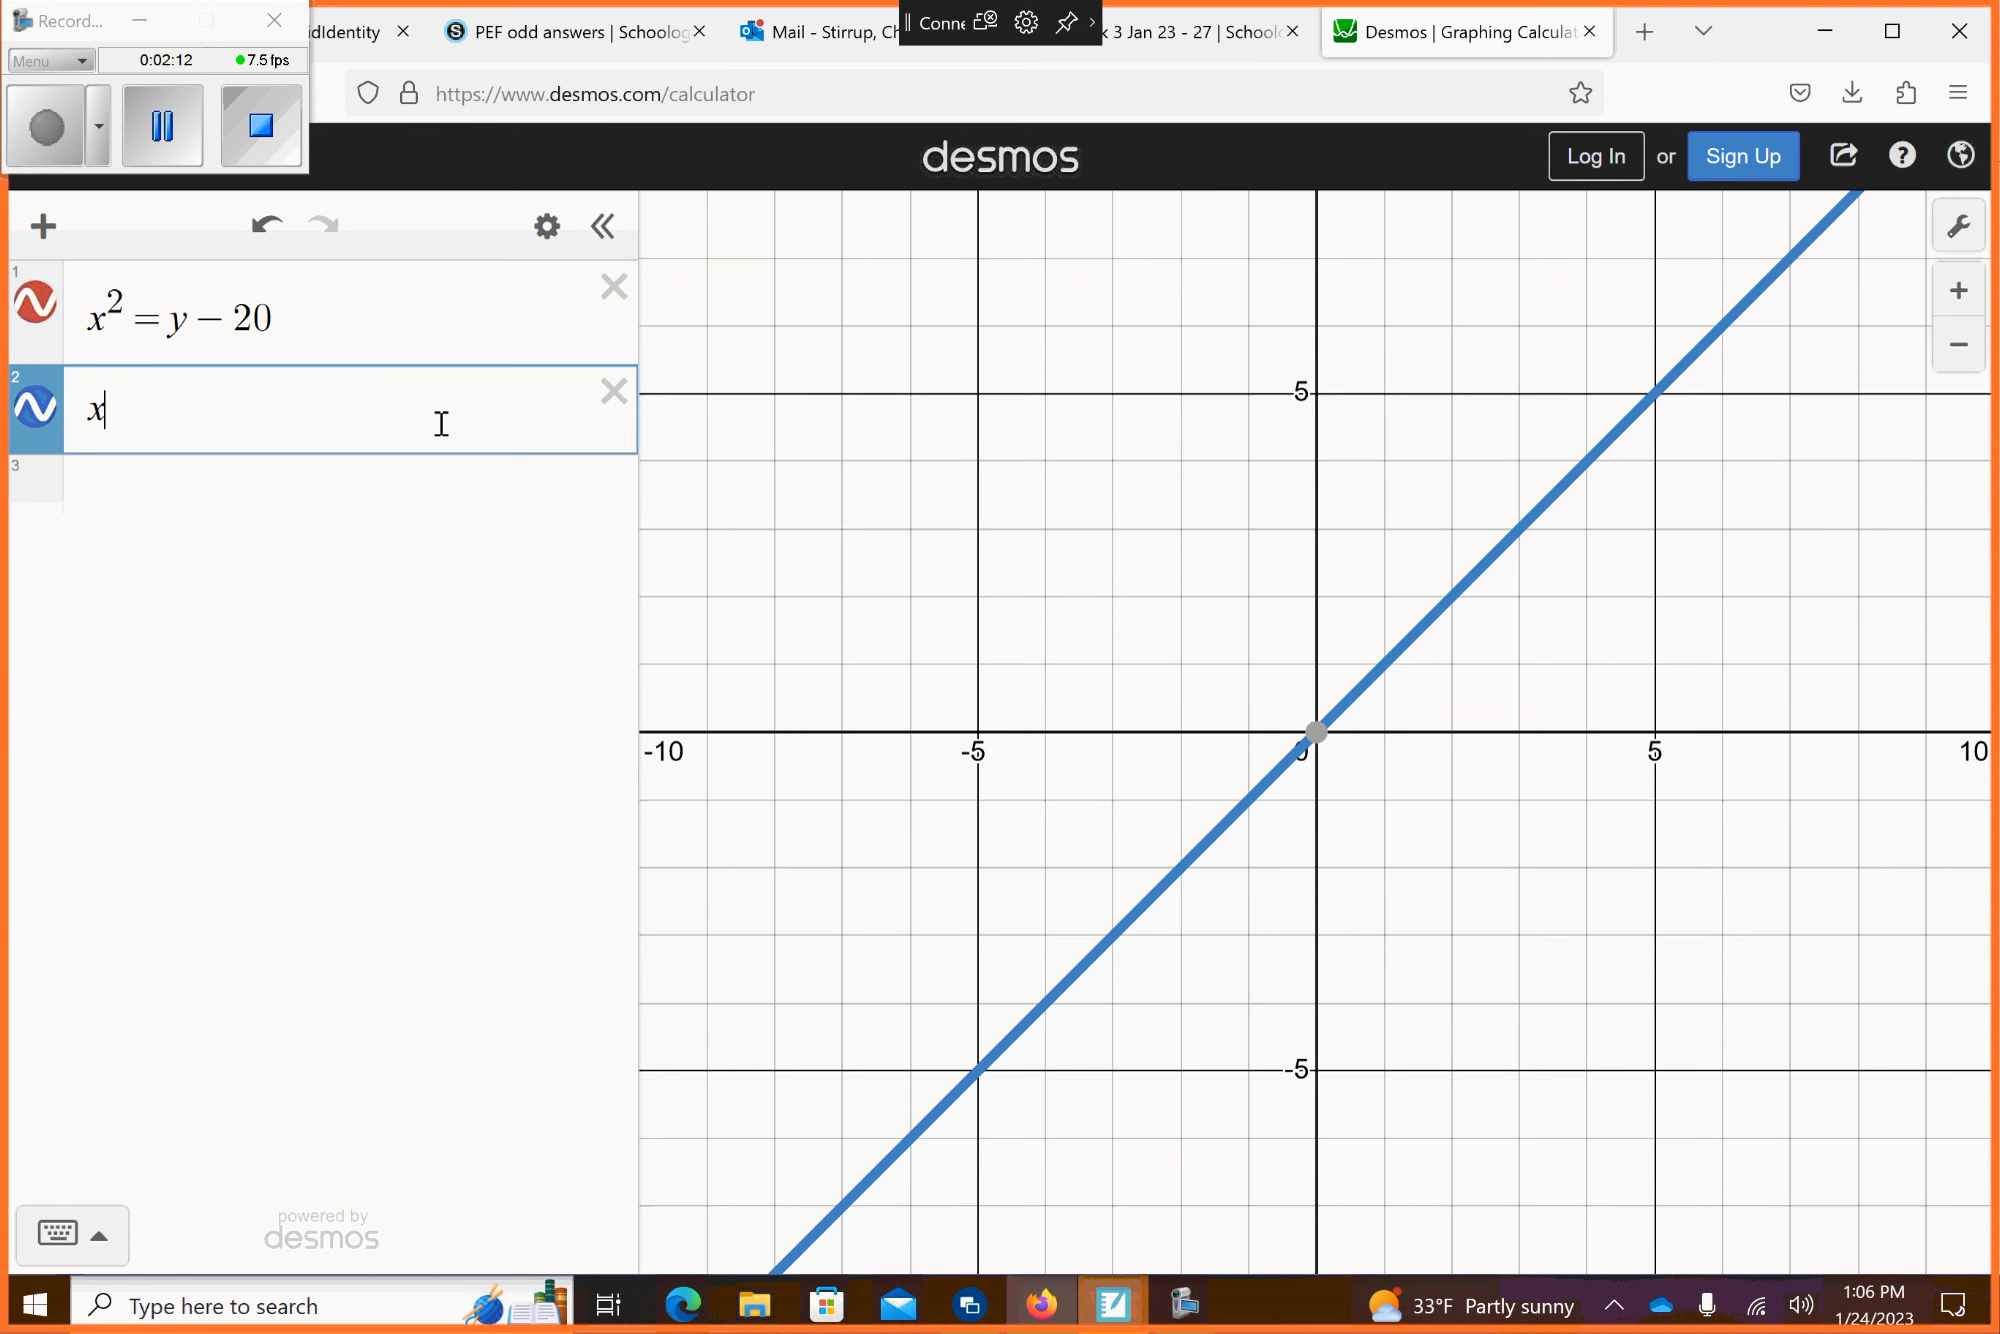 Record...
Menu
0:02:12
7.5 fps
idIdentity
PEF odd answers | Schoolog
Mail - Stirrup, Ch
Conne
3 Jan 23 - 27 | Schoolo
Desmos | Graphing Calculat
https://www.desmos.com/calculator
desmos
Log In or Sign Up
1
x² = y − 20
2
x
3
5
-10 -5 0 5 10
-5
powered by
desmos
Type here to search
33°F Partly sunny
1:06 PM
1/24/2023